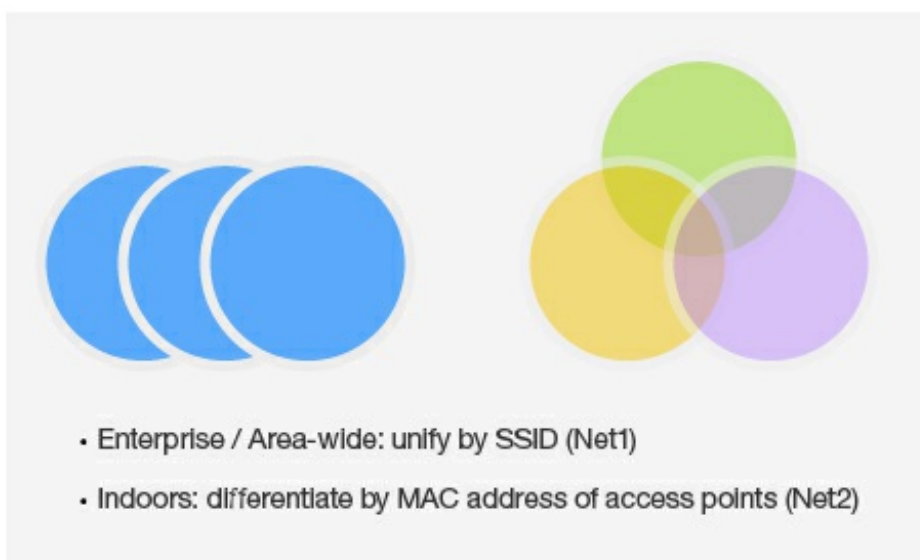 • Enterprise / Area-wide: unify by SSID (Net1)
• Indoors: differentiate by MAC address of access points (Net2)